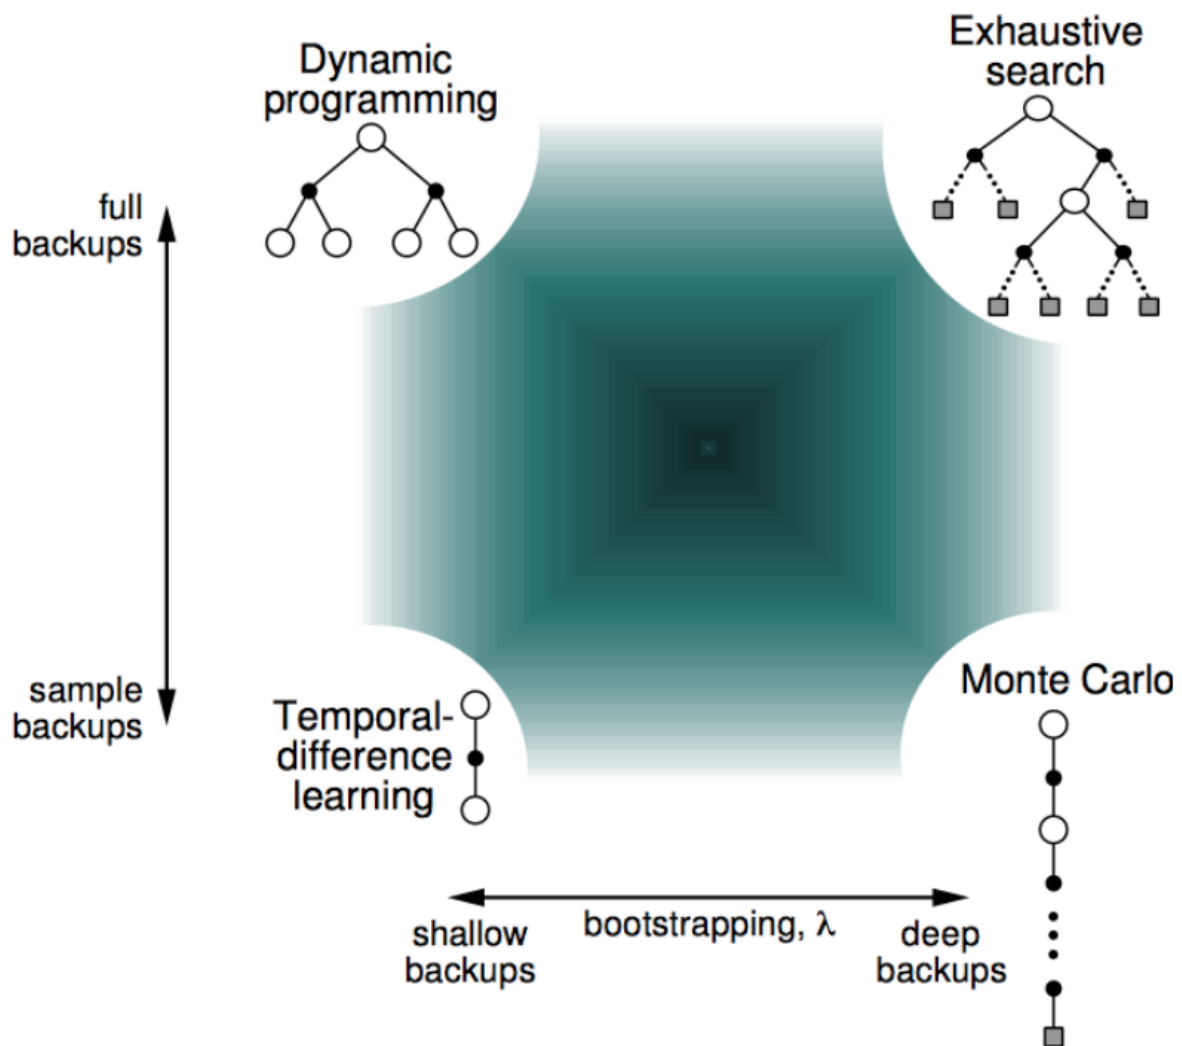 Dynamic
programming
Exhaustive
search
full
backups
sample
backups
Temporal-
difference
learning
Monte Carlo
bootstrapping, λ
shallow
backups
deep
backups